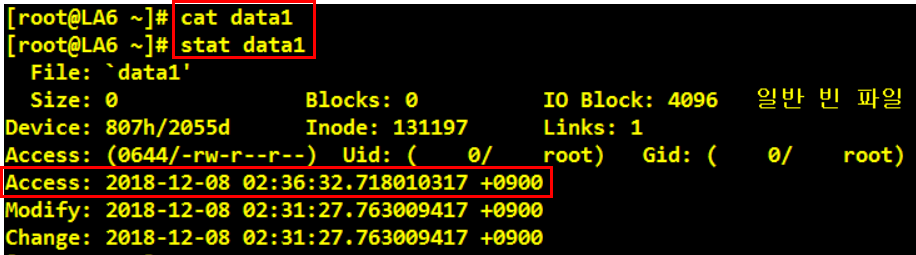 [root@LA6 ~]# cat data1
[root@LA6 ~]# stat data1
  File: `data1'
  Size: 0               Blocks: 0          IO Block: 4096   일반 빈 파일
Device: 807h/2055d      Inode: 131197      Links: 1
Access: (0644/-rw-r--r--)  Uid: (    0/    root)   Gid: (    0/    root)
Access: 2018-12-08 02:36:32.718010317 +0900
Modify: 2018-12-08 02:31:27.763009417 +0900
Change: 2018-12-08 02:31:27.763009417 +0900